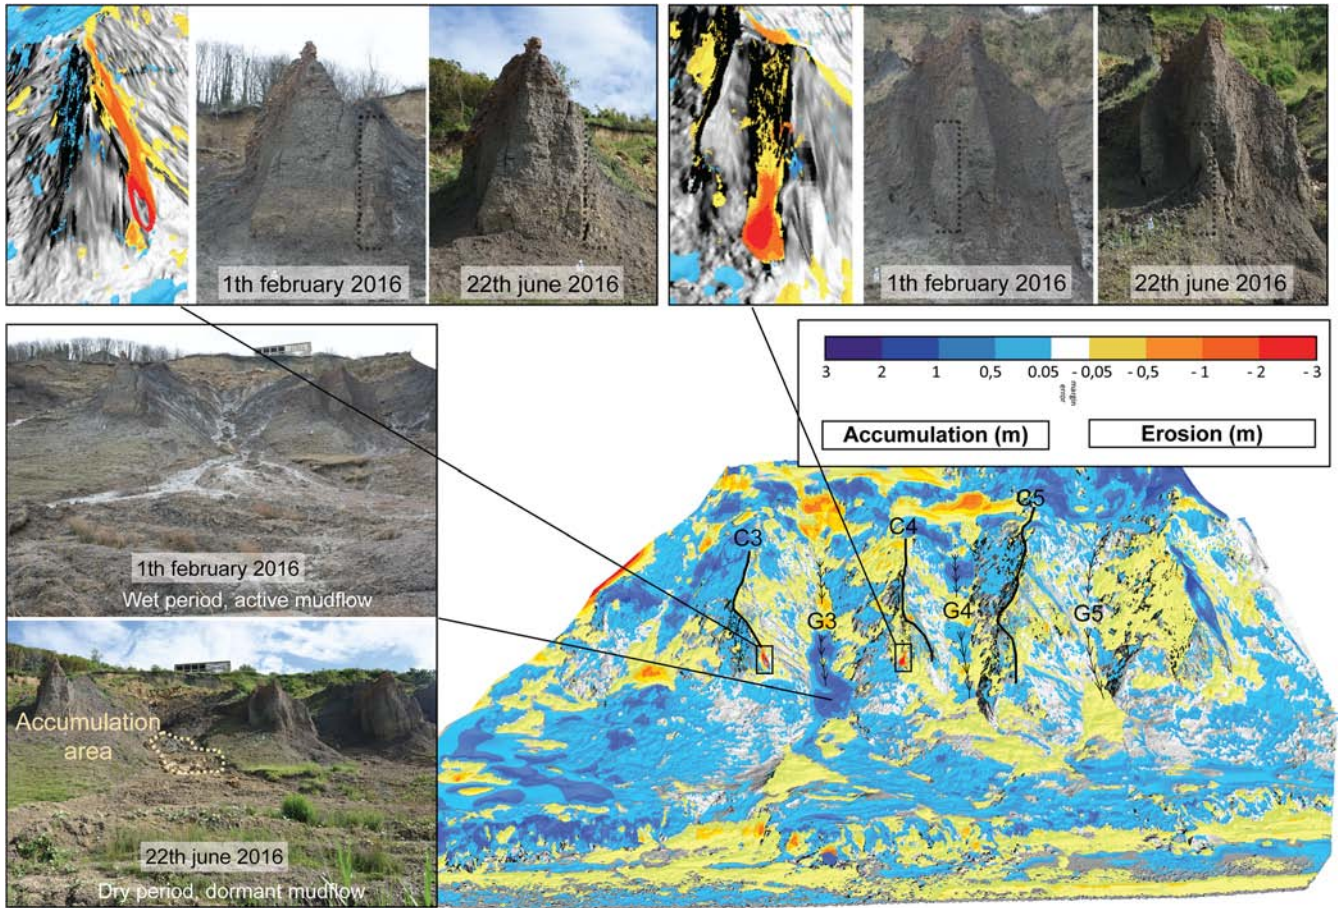 1th february 2016
22th june 2016
1th february 2016
22th june 2016
1th february 2016
Wet period, active mudflow
Accumulation
area
22th june 2016
Dry period, dormant mudflow
3 2 1 0,5 0.05 - 0,05 - 0,5 - 1 - 2 - 3
margin
error
Accumulation (m) Erosion (m)
C3 C4 C5
G3 G4 G5